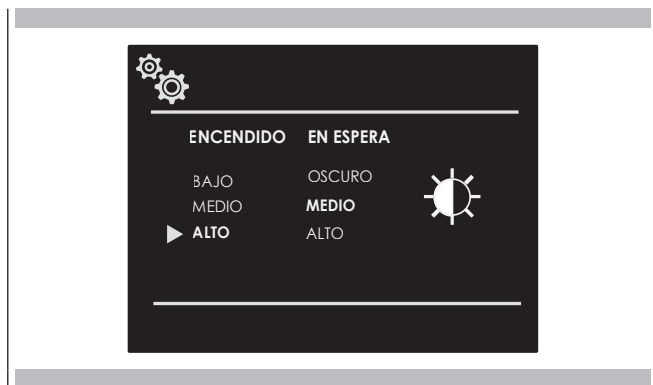 ENCENDIDO EN ESPERA
BAJO OSCURO
MEDIO MEDIO
ALTO ALTO